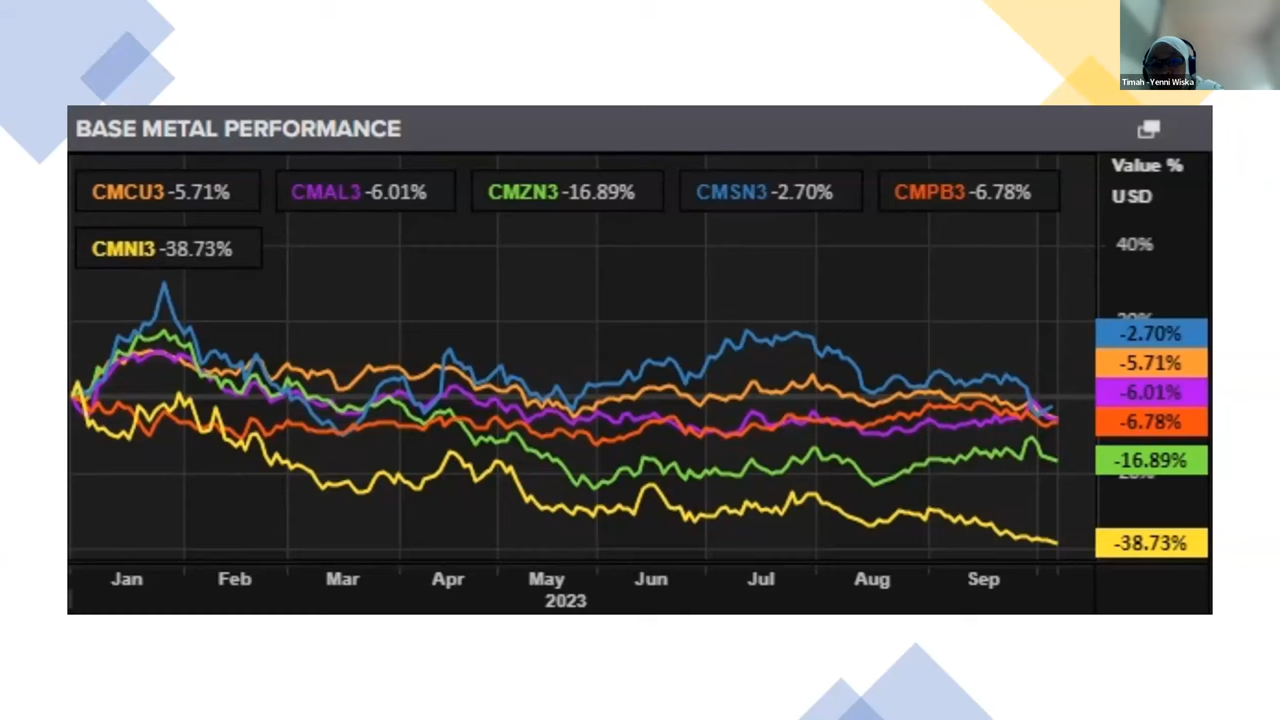 Timah -Yenni Wiska
BASE METAL PERFORMANCE
CMCU3 -5.71%
CMAL3 -6.01%
CMZN3 -16.89%
CMSN3 -2.70%
CMPB3 -6.78%
CMNI3 -38.73%
Value %
USD
40%
-2.70%
-5.71%
-6.01%
-6.78%
-16.89%
-38.73%
Jan Feb Mar Apr May Jun Jul Aug Sep
2023